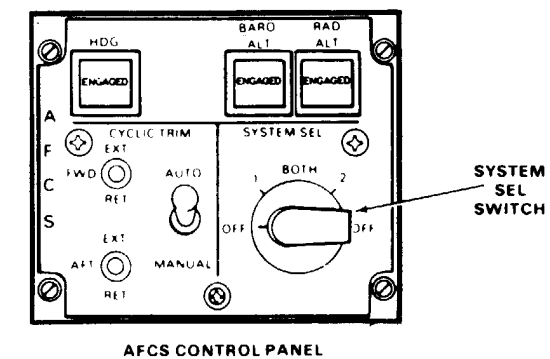 BARO RAD
HDG ALT ALT
ENGAGED ENGAGED ENGAGED
A
F
C
S
CYCLIC TRIM SYSTEM SEL
EXT
FWD
RET
AUTO
EXT
AFT
RET
MANUAL
1 BOTH 2
OFF OFF
SYSTEM
SEL
SWITCH
AFCS CONTROL PANEL